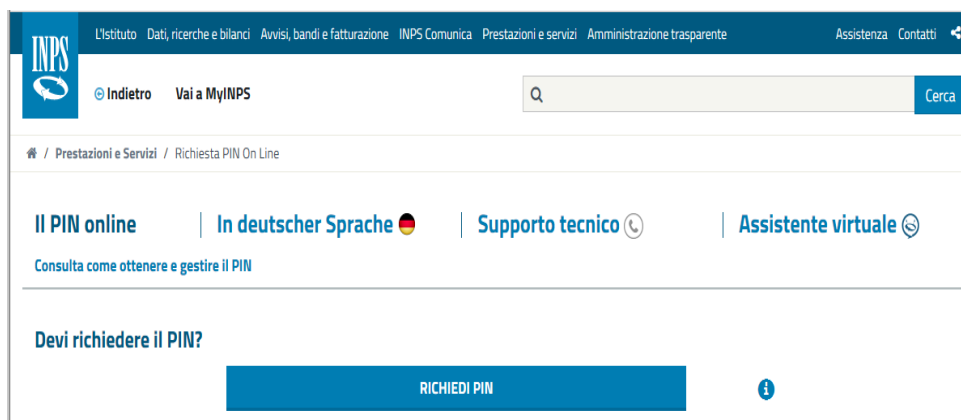 INPS
L'Istituto Dati, ricerche e bilanci Avvisi, bandi e fatturazione INPS Comunica Prestazioni e servizi Amministrazione trasparente Assistenza Contatti
Indietro Vai a MyINPS Cerca
/ Prestazioni e Servizi / Richiesta PIN On Line
Il PIN online | In deutscher Sprache | Supporto tecnico | Assistente virtuale
Consulta come ottenere e gestire il PIN
Devi richiedere il PIN?
RICHIEDI PIN